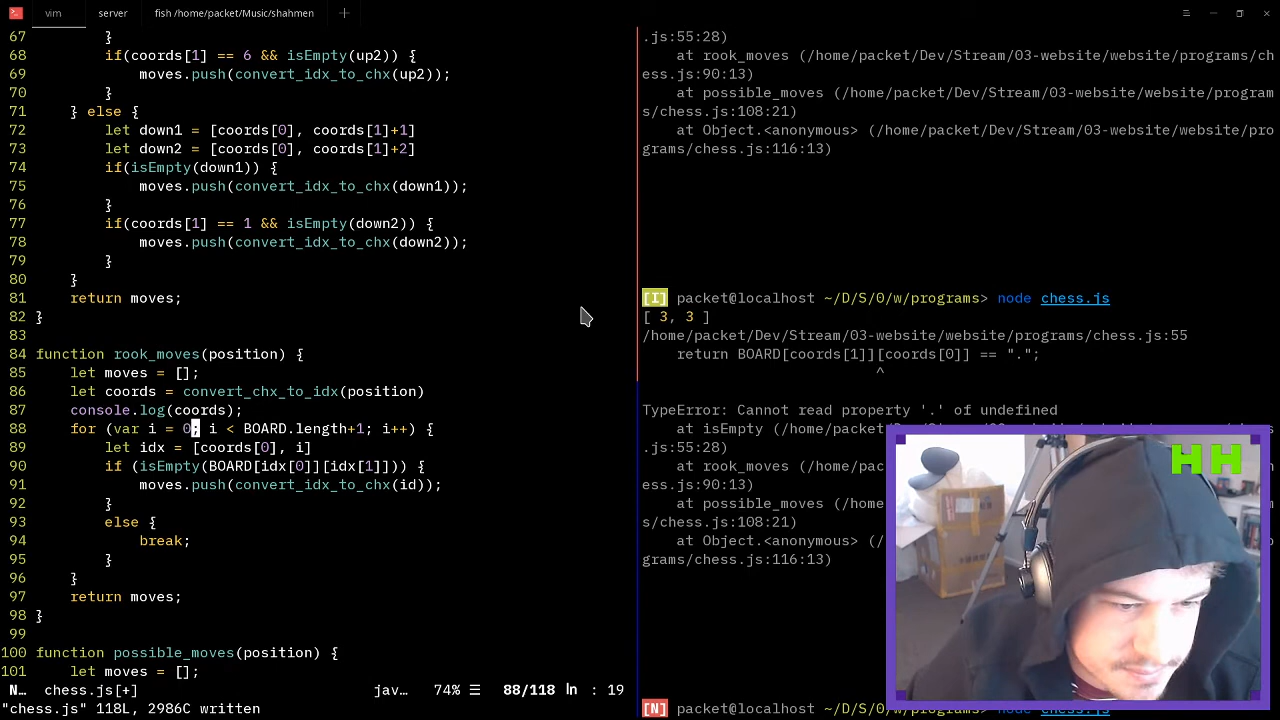 vim
server
fish /home/packet/Music/shahmen
67 }
68 if(coords[1] == 6 && isEmpty(up2)) {
69 moves.push(convert_idx_to_chx(up2));
70 }
71 } else {
72 let down1 = [coords[0], coords[1]+1]
73 let down2 = [coords[0], coords[1]+2]
74 if(isEmpty(down1)) {
75 moves.push(convert_idx_to_chx(down1));
76 }
77 if(coords[1] == 1 && isEmpty(down2)) {
78 moves.push(convert_idx_to_chx(down2));
79 }
80 }
81 return moves;
82 }
83
84 function rook_moves(position) {
85 let moves = [];
86 let coords = convert_chx_to_idx(position)
87 console.log(coords);
88 for (var i = 0; i < BOARD.length+1; i++) {
89 let idx = [coords[0], i]
90 if (isEmpty(BOARD[idx[0]][idx[1]])) {
91 moves.push(convert_idx_to_chx(id));
92 }
93 else {
94 break;
95 }
96 }
97 return moves;
98 }
99
100 function possible_moves(position) {
101 let moves = [];
N… chess.js[+] jav… 74% ☰ 88/118 ln : 19
"chess.js" 118L, 2986C written
.js:55:28)
at rook_moves (/home/packet/Dev/Stream/03-website/website/programs/ch
ess.js:90:13)
at possible_moves (/home/packet/Dev/Stream/03-website/website/program
s/chess.js:108:21)
at Object.<anonymous> (/home/packet/Dev/Stream/03-website/website/pro
grams/chess.js:116:13)
[I] packet@localhost ~/D/S/0/w/programs> node chess.js
[ 3, 3 ]
/home/packet/Dev/Stream/03-website/website/programs/chess.js:55
return BOARD[coords[1]][coords[0]] == ".";
^
TypeError: Cannot read property '.' of undefined
at isEmpty (/home/packet/
.js:55:28)
at rook_moves (/home/pac
ess.js:90:13)
at possible_moves (/home
s/chess.js:108:21)
at Object.<anonymous> (/
grams/chess.js:116:13)
[N] packet@localhost ~/D/S/0/w/programs> node chess.js
HH